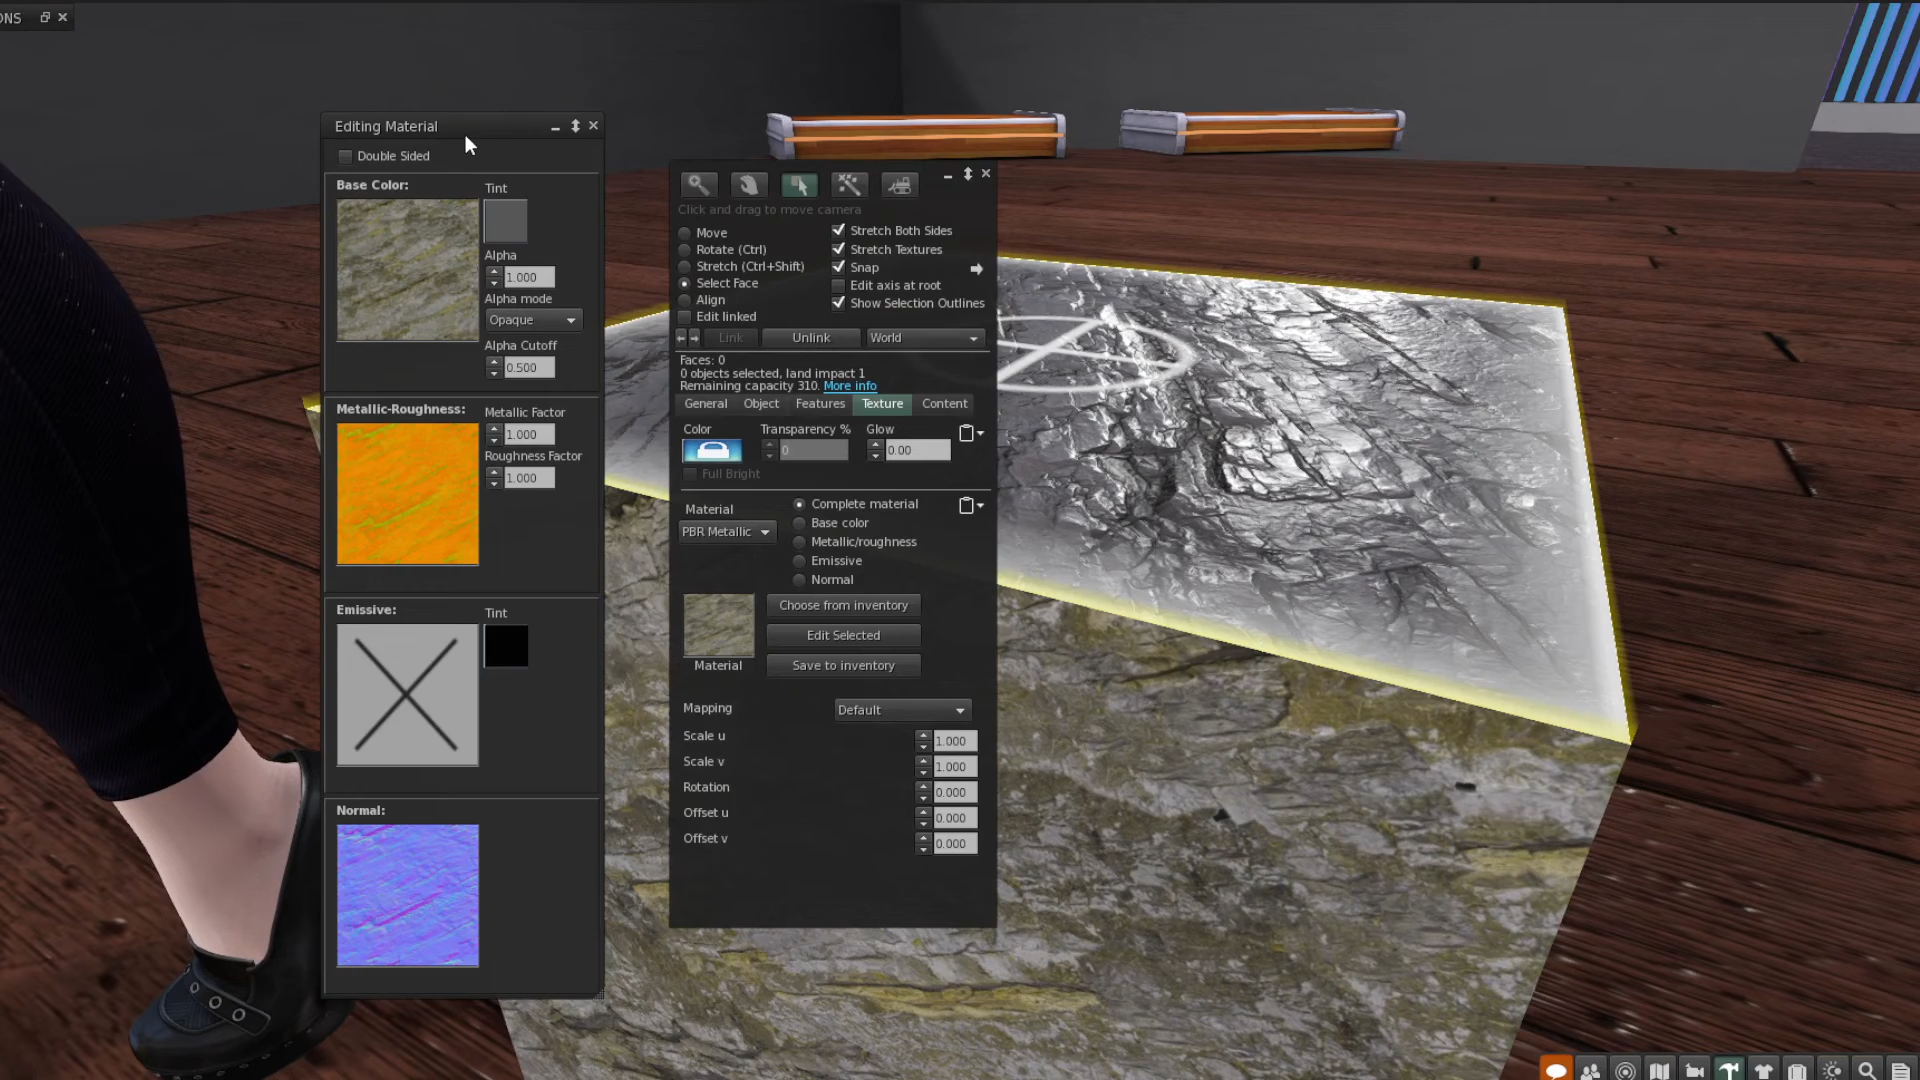 ONS
Editing Material
Double Sided
Base Color:
Tint
Alpha
1.000
Alpha mode
Opaque
Alpha Cutoff
0.500
Metallic-Roughness:
Metallic Factor
1.000
Roughness Factor
1.000
Emissive:
Tint
Normal:
Click and drag to move camera
Move
Rotate (Ctrl)
Stretch (Ctrl+Shift)
Select Face
Align
Edit linked
Stretch Both Sides
Stretch Textures
Snap
Edit axis at root
Show Selection Outlines
Link
Unlink
World
Faces: 0
0 objects selected, land impact 1
Remaining capacity 310. More info
General Object Features Texture Content
Color Transparency % Glow
0 0.00
Full Bright
Material
PBR Metallic
Complete material
Base color
Metallic/roughness
Emissive
Normal
Material
Choose from inventory
Edit Selected
Save to inventory
Mapping Default
Scale u 1.000
Scale v 1.000
Rotation 0.000
Offset u 0.000
Offset v 0.000